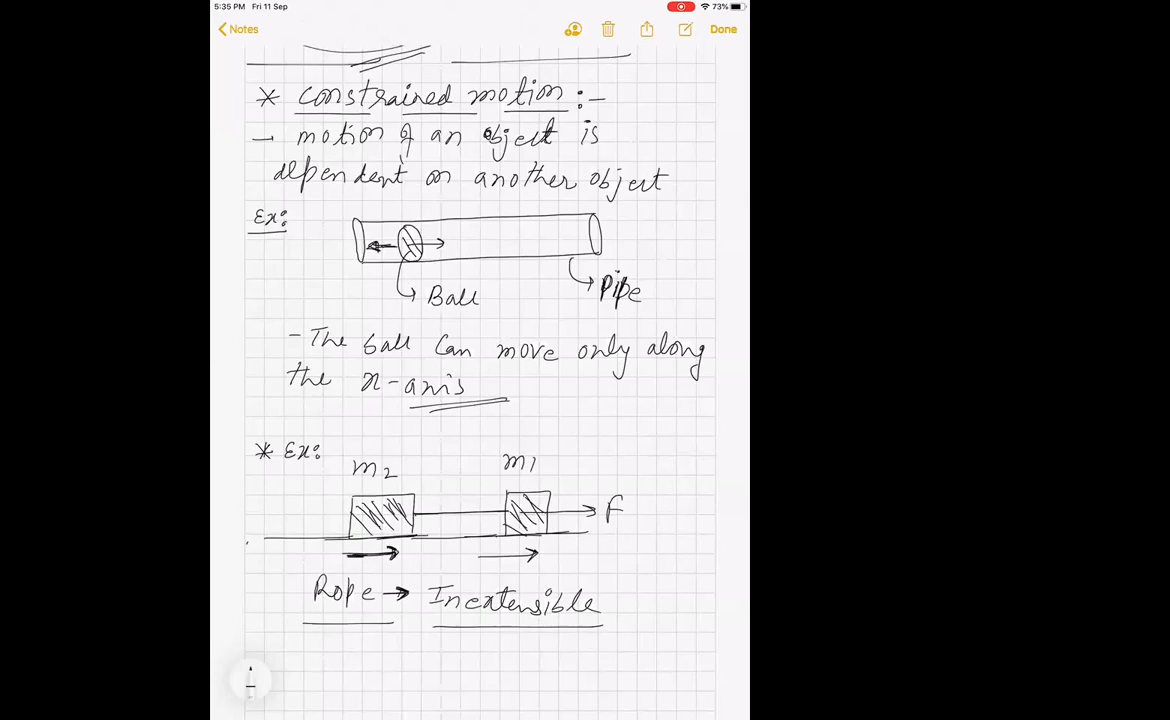 5:35 PM Fri 11 Sep
73%
Notes
Done
* constrained motion :-
- motion of an object is
dependent on another object
Ex:
Ball
Pipe
- The ball can move only along
the x-axis
* Ex:
m2
m1
F
Rope → Inextensible